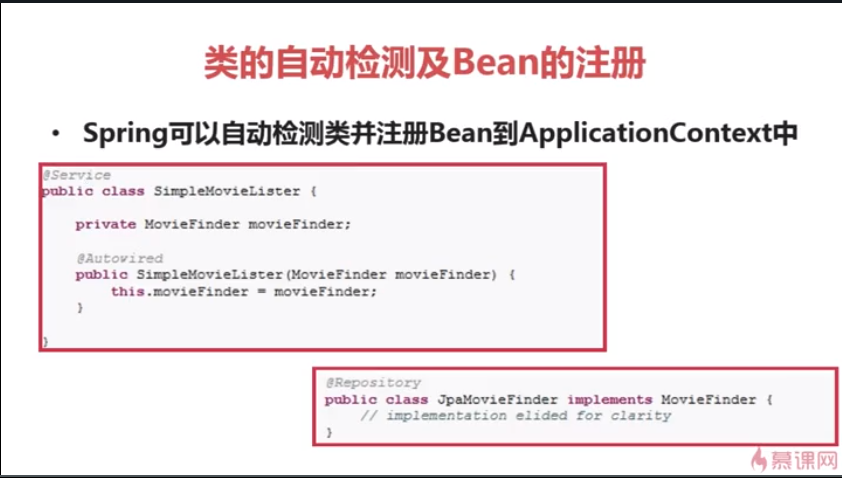 类的自动检测及Bean的注册
• Spring可以自动检测类并注册Bean到ApplicationContext中
@Service
public class SimpleMovieLister {
private MovieFinder movieFinder;
@Autowired
public SimpleMovieLister(MovieFinder movieFinder) {
this.movieFinder = movieFinder;
}
}
@Repository
public class JpaMovieFinder implements MovieFinder {
// implementation elided for clarity
}
慕课网